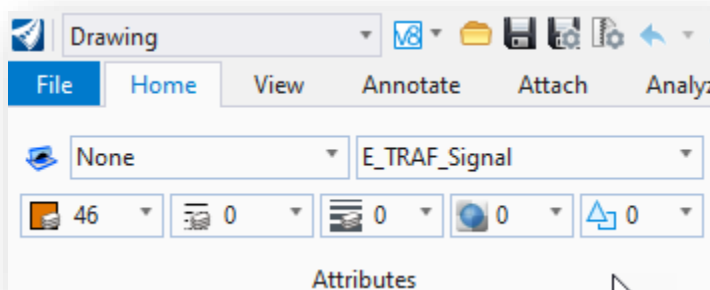 Drawing V8
File Home View Annotate Attach Analyz
None E_TRAF_Signal
46 0 0 0 0
Attributes